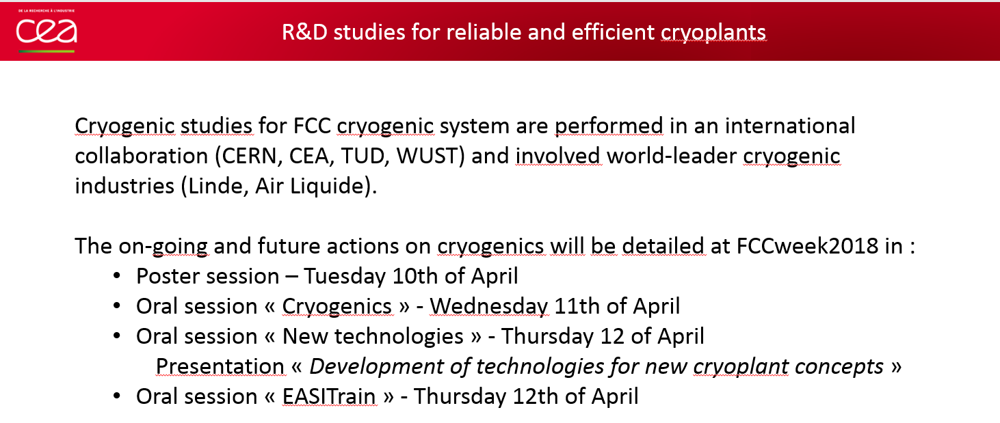 DE LA RECHERCHE À L'INDUSTRIE
cea
R&D studies for reliable and efficient cryoplants
Cryogenic studies for FCC cryogenic system are performed in an international
collaboration (CERN, CEA, TUD, WUST) and involved world-leader cryogenic
industries (Linde, Air Liquide).
The on-going and future actions on cryogenics will be detailed at FCCweek2018 in :
• Poster session – Tuesday 10th of April
• Oral session « Cryogenics » - Wednesday 11th of April
• Oral session « New technologies » - Thursday 12 of April
Presentation « Development of technologies for new cryoplant concepts »
• Oral session « EASITrain » - Thursday 12th of April